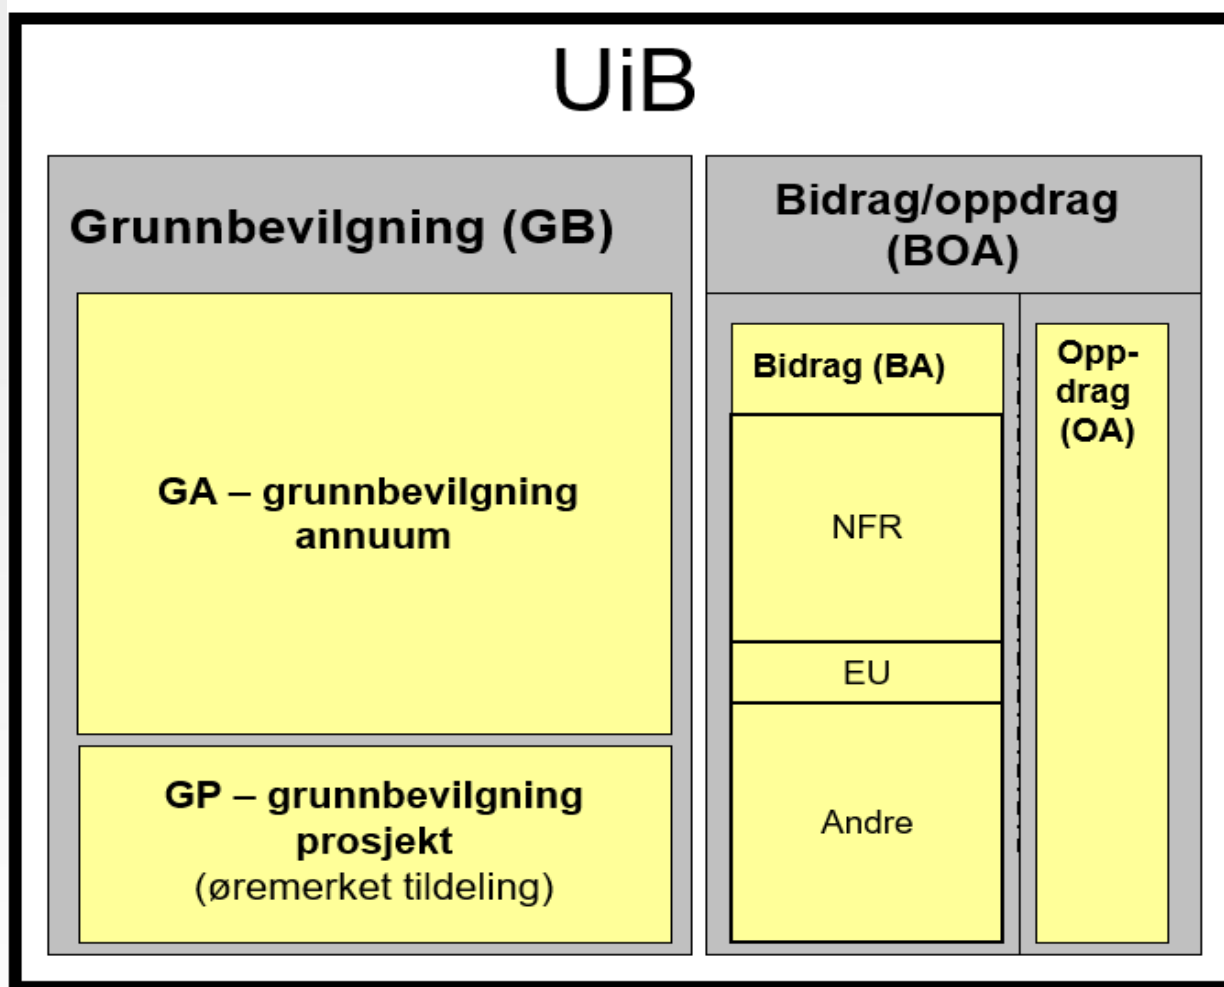 UiB
Grunnbevilgning (GB)
GA – grunnbevilgning
annuum
GP – grunnbevilgning
prosjekt
(øremerket tildeling)
Bidrag/oppdrag
(BOA)
Bidrag (BA)
NFR
EU
Andre
Opp-
drag
(OA)